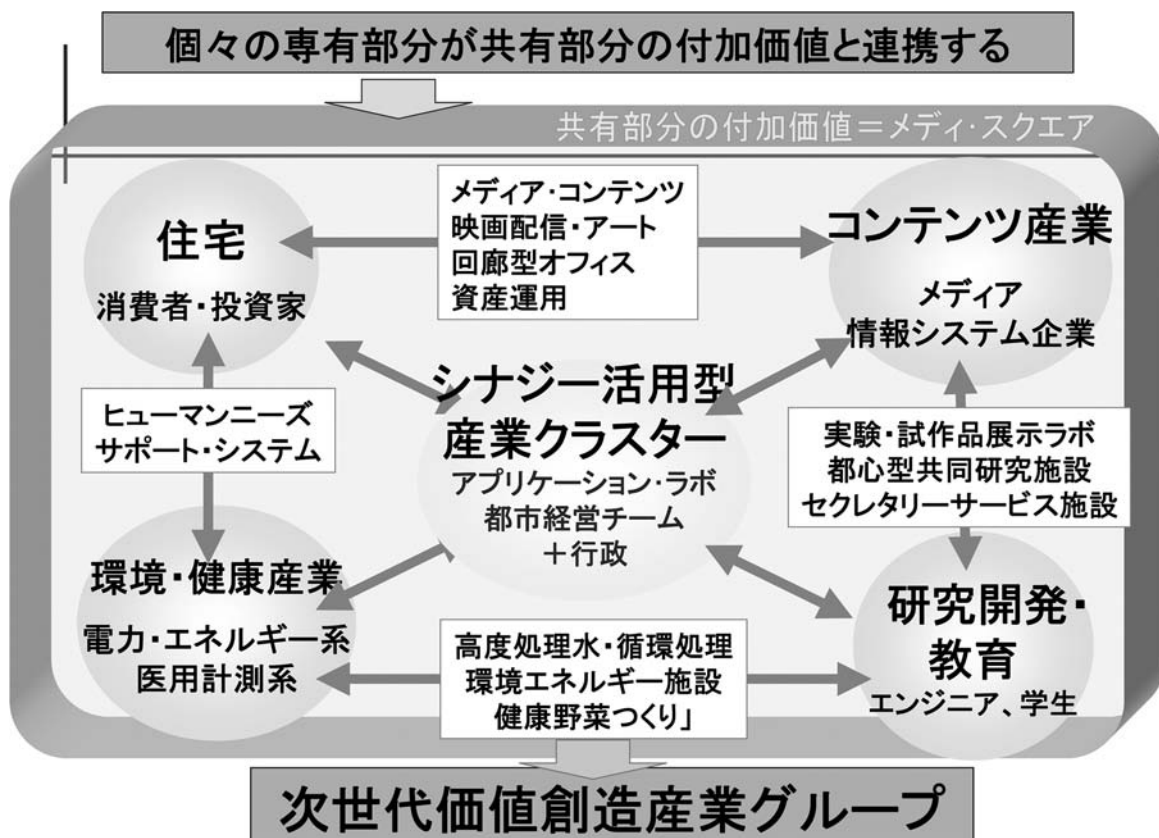 個々の専有部分が共有部分の付加価値と連携する
共有部分の付加価値＝メディ・スクエア
住宅
消費者・投資家
メディア・コンテンツ
映画配信・アート
回廊型オフィス
資産運用
コンテンツ産業
メディア
情報システム企業
ヒューマンニーズ
サポート・システム
シナジー活用型
産業クラスター
アプリケーション・ラボ
都市経営チーム
＋行政
実験・試作品展示ラボ
都心型共同研究施設
セクレタリーサービス施設
環境・健康産業
電力・エネルギー系
医用計測系
高度処理水・循環処理
環境エネルギー施設
健康野菜つくり」
研究開発・
教育
エンジニア、学生
次世代価値創造産業グループ